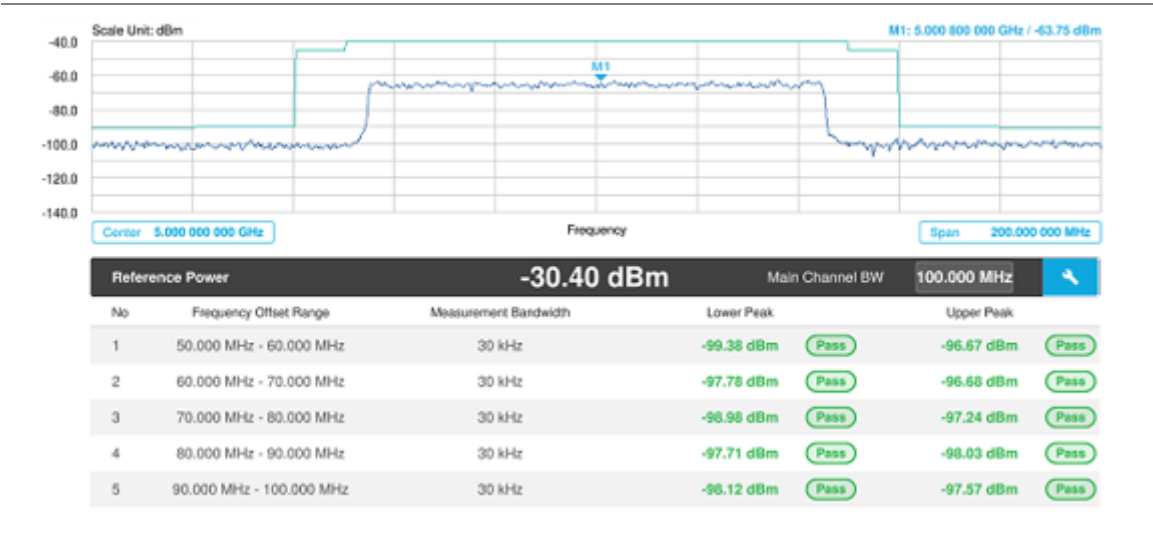 Scale Unit: dBm M1: 5.000 800 000 GHz / -63.75 dBm
-40.0
M1
-60.0
-80.0
-100.0
-120.0
-140.0
Center 5.000 000 000 GHz Frequency Span 200.000 000 MHz
Reference Power -30.40 dBm Main Channel BW 100.000 MHz
No Frequency Offset Range Measurement Bandwidth Lower Peak Upper Peak
1 50.000 MHz - 60.000 MHz 30 kHz -99.38 dBm Pass -96.67 dBm Pass
2 60.000 MHz - 70.000 MHz 30 kHz -97.78 dBm Pass -96.68 dBm Pass
3 70.000 MHz - 80.000 MHz 30 kHz -98.98 dBm Pass -97.24 dBm Pass
4 80.000 MHz - 90.000 MHz 30 kHz -97.71 dBm Pass -98.03 dBm Pass
5 90.000 MHz - 100.000 MHz 30 kHz -98.12 dBm Pass -97.57 dBm Pass